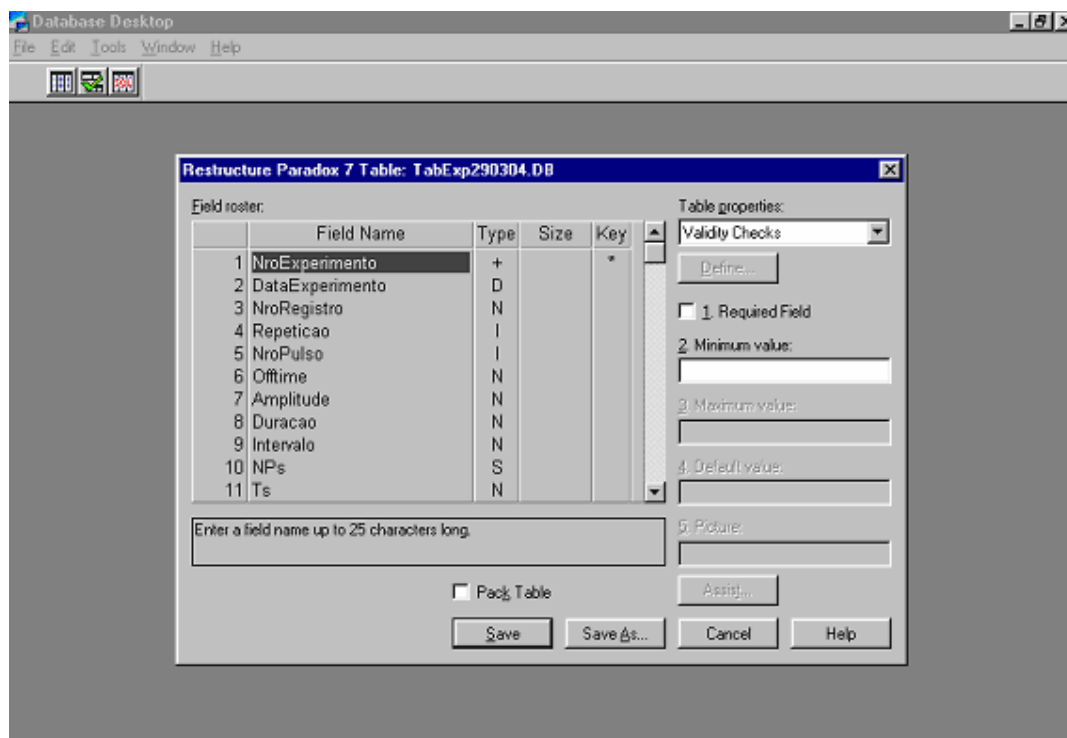 Database Desktop
File Edit Tools Window Help
SQL
Restructure Paradox 7 Table: TabExp290304.DB
Field roster:
Field Name Type Size Key
1 NroExperimento + *
2 DataExperimento D
3 NroRegistro N
4 Repeticao I
5 NroPulso I
6 Offtime N
7 Amplitude N
8 Duracao N
9 Intervalo N
10 NPs S
11 Ts N
Enter a field name up to 25 characters long.
Pack Table
Save Save As...
Table properties:
Validity Checks
Define...
1. Required Field
2. Minimum value:
3. Maximum value:
4. Default value:
5. Picture:
Assist...
Cancel Help